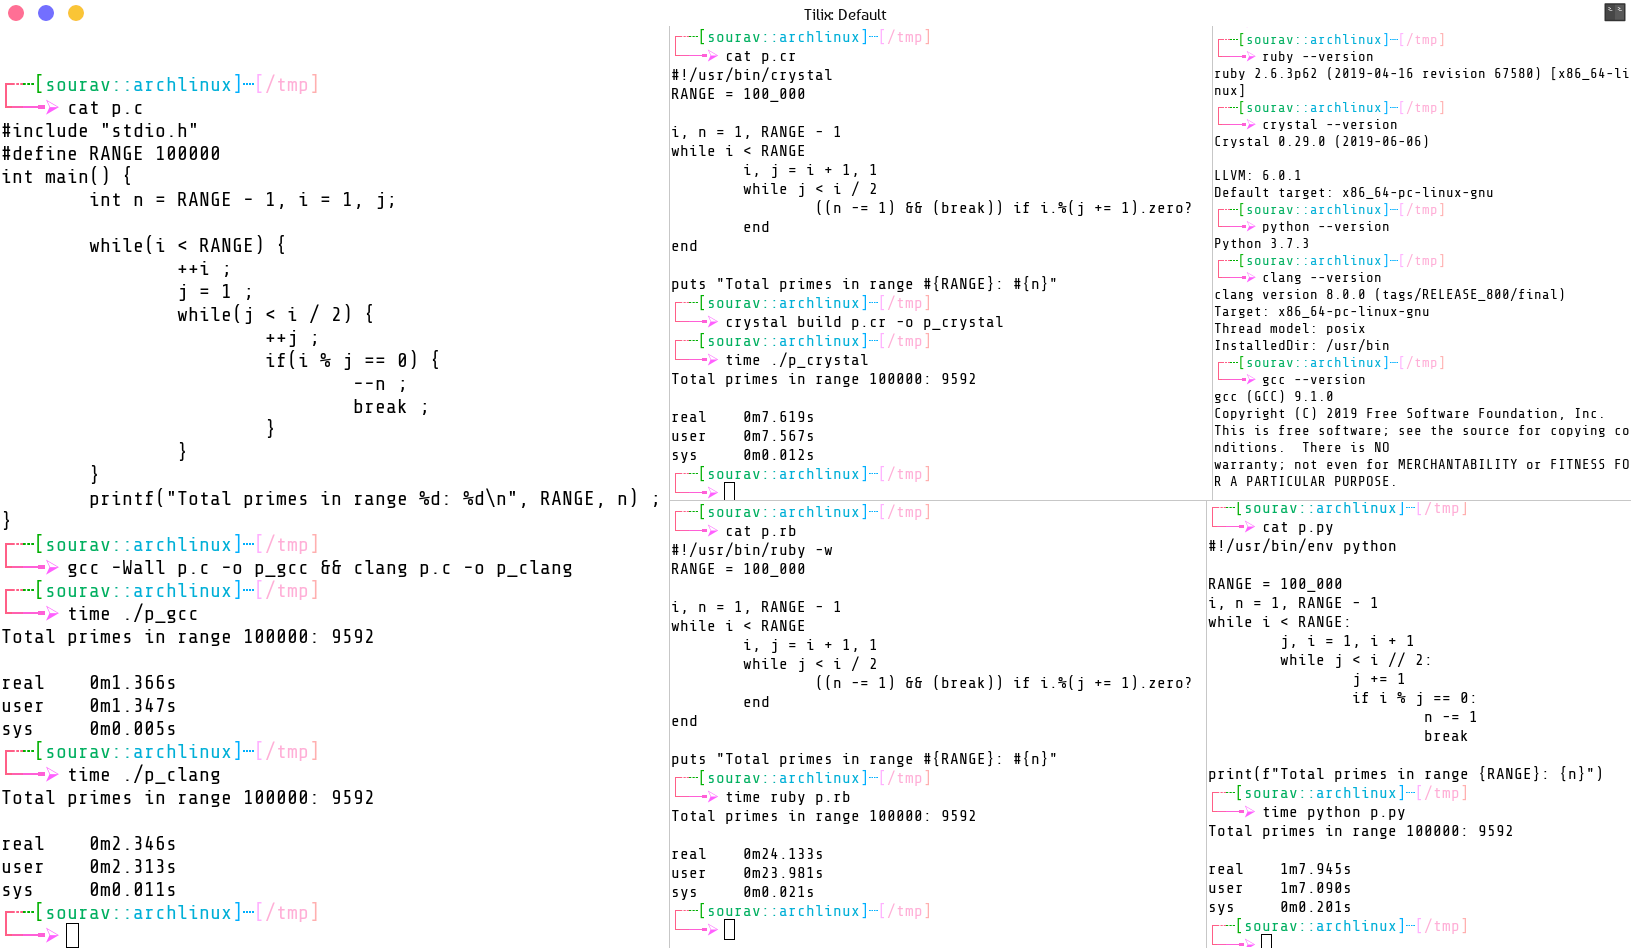 Tilix: Default
[sourav::archlinux]-[/tmp]
cat p.c
#include "stdio.h"
#define RANGE 100000
int main() {
        int n = RANGE - 1, i = 1, j;

        while(i < RANGE) {
                ++i ;
                j = 1 ;
                while(j < i / 2) {
                        ++j ;
                        if(i % j == 0) {
                                --n ;
                                break ;
                        }
                }
        }
        printf("Total primes in range %d: %d\n", RANGE, n) ;
}
[sourav::archlinux]-[/tmp]
gcc -Wall p.c -o p_gcc && clang p.c -o p_clang
[sourav::archlinux]-[/tmp]
time ./p_gcc
Total primes in range 100000: 9592

real    0m1.366s
user    0m1.347s
sys     0m0.005s
[sourav::archlinux]-[/tmp]
time ./p_clang
Total primes in range 100000: 9592

real    0m2.346s
user    0m2.313s
sys     0m0.011s
[sourav::archlinux]-[/tmp]
[sourav::archlinux]-[/tmp]
cat p.cr
#!/usr/bin/crystal
RANGE = 100_000

i, n = 1, RANGE - 1
while i < RANGE
        i, j = i + 1, 1
        while j < i / 2
                ((n -= 1) && (break)) if i.%(j += 1).zero?
        end
end

puts "Total primes in range #{RANGE}: #{n}"
[sourav::archlinux]-[/tmp]
crystal build p.cr -o p_crystal
[sourav::archlinux]-[/tmp]
time ./p_crystal
Total primes in range 100000: 9592

real    0m7.619s
user    0m7.567s
sys     0m0.012s
[sourav::archlinux]-[/tmp]
[sourav::archlinux]-[/tmp]
ruby --version
ruby 2.6.3p62 (2019-04-16 revision 67580) [x86_64-li
nux]
[sourav::archlinux]-[/tmp]
crystal --version
Crystal 0.29.0 (2019-06-06)

LLVM: 6.0.1
Default target: x86_64-pc-linux-gnu
[sourav::archlinux]-[/tmp]
python --version
Python 3.7.3
[sourav::archlinux]-[/tmp]
clang --version
clang version 8.0.0 (tags/RELEASE_800/final)
Target: x86_64-pc-linux-gnu
Thread model: posix
InstalledDir: /usr/bin
[sourav::archlinux]-[/tmp]
gcc --version
gcc (GCC) 9.1.0
Copyright (C) 2019 Free Software Foundation, Inc.
This is free software; see the source for copying co
nditions.  There is NO
warranty; not even for MERCHANTABILITY or FITNESS FO
R A PARTICULAR PURPOSE.
[sourav::archlinux]-[/tmp]
cat p.rb
#!/usr/bin/ruby -w
RANGE = 100_000

i, n = 1, RANGE - 1
while i < RANGE
        i, j = i + 1, 1
        while j < i / 2
                ((n -= 1) && (break)) if i.%(j += 1).zero?
        end
end

puts "Total primes in range #{RANGE}: #{n}"
[sourav::archlinux]-[/tmp]
time ruby p.rb
Total primes in range 100000: 9592

real    0m24.133s
user    0m23.981s
sys     0m0.021s
[sourav::archlinux]-[/tmp]
[sourav::archlinux]-[/tmp]
cat p.py
#!/usr/bin/env python

RANGE = 100_000
i, n = 1, RANGE - 1
while i < RANGE:
        j, i = 1, i + 1
        while j < i // 2:
                j += 1
                if i % j == 0:
                        n -= 1
                        break

print(f"Total primes in range {RANGE}: {n}")
[sourav::archlinux]-[/tmp]
time python p.py
Total primes in range 100000: 9592

real    1m7.945s
user    1m7.090s
sys     0m0.201s
[sourav::archlinux]-[/tmp]